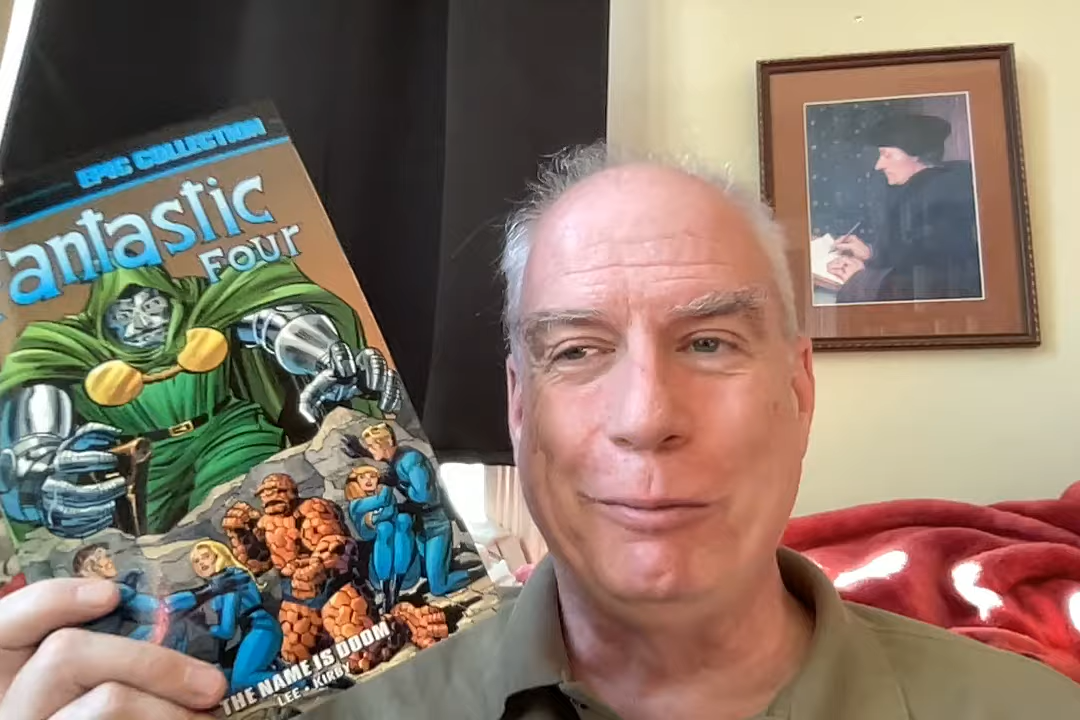 EPIC COLLECTION
Fantastic
FOUR
THE NAME IS DOOM
LEE • KIRBY